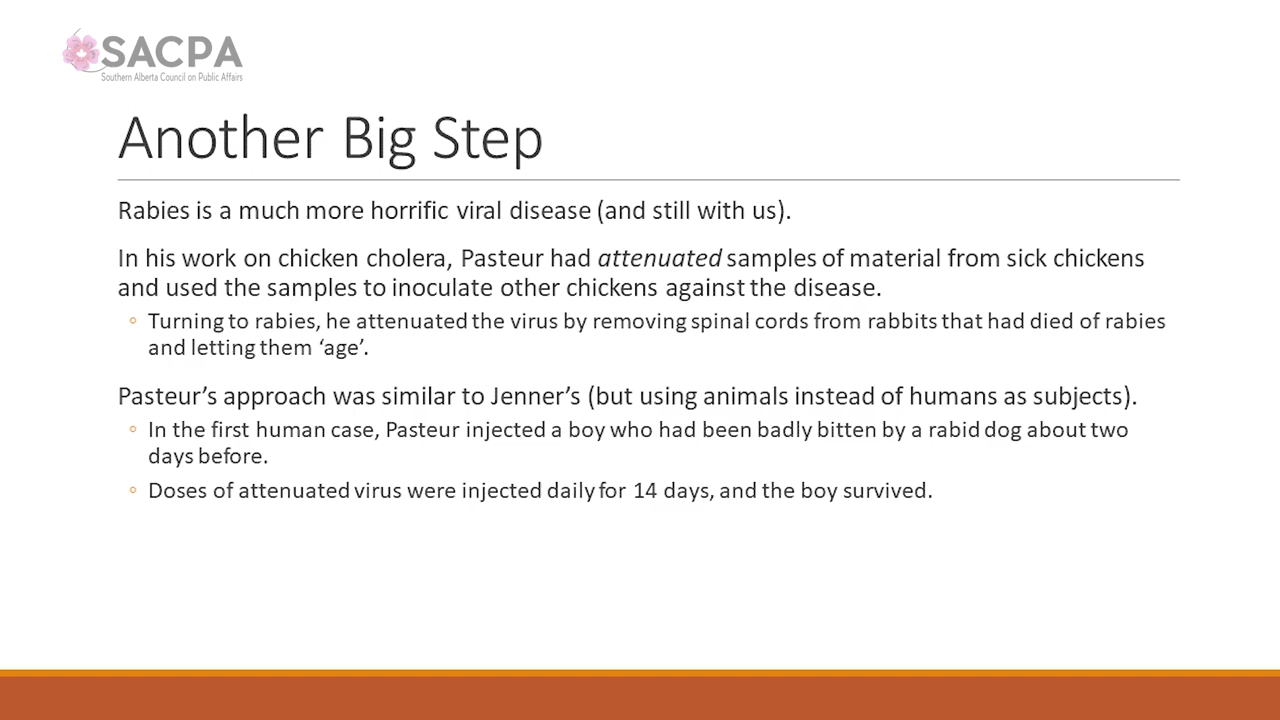 SACPA
Southern Alberta Council on Public Affairs
Another Big Step
Rabies is a much more horrific viral disease (and still with us).
In his work on chicken cholera, Pasteur had attenuated samples of material from sick chickens
and used the samples to inoculate other chickens against the disease.
◦ Turning to rabies, he attenuated the virus by removing spinal cords from rabbits that had died of rabies
and letting them ‘age’.
Pasteur’s approach was similar to Jenner’s (but using animals instead of humans as subjects).
◦ In the first human case, Pasteur injected a boy who had been badly bitten by a rabid dog about two
days before.
◦ Doses of attenuated virus were injected daily for 14 days, and the boy survived.